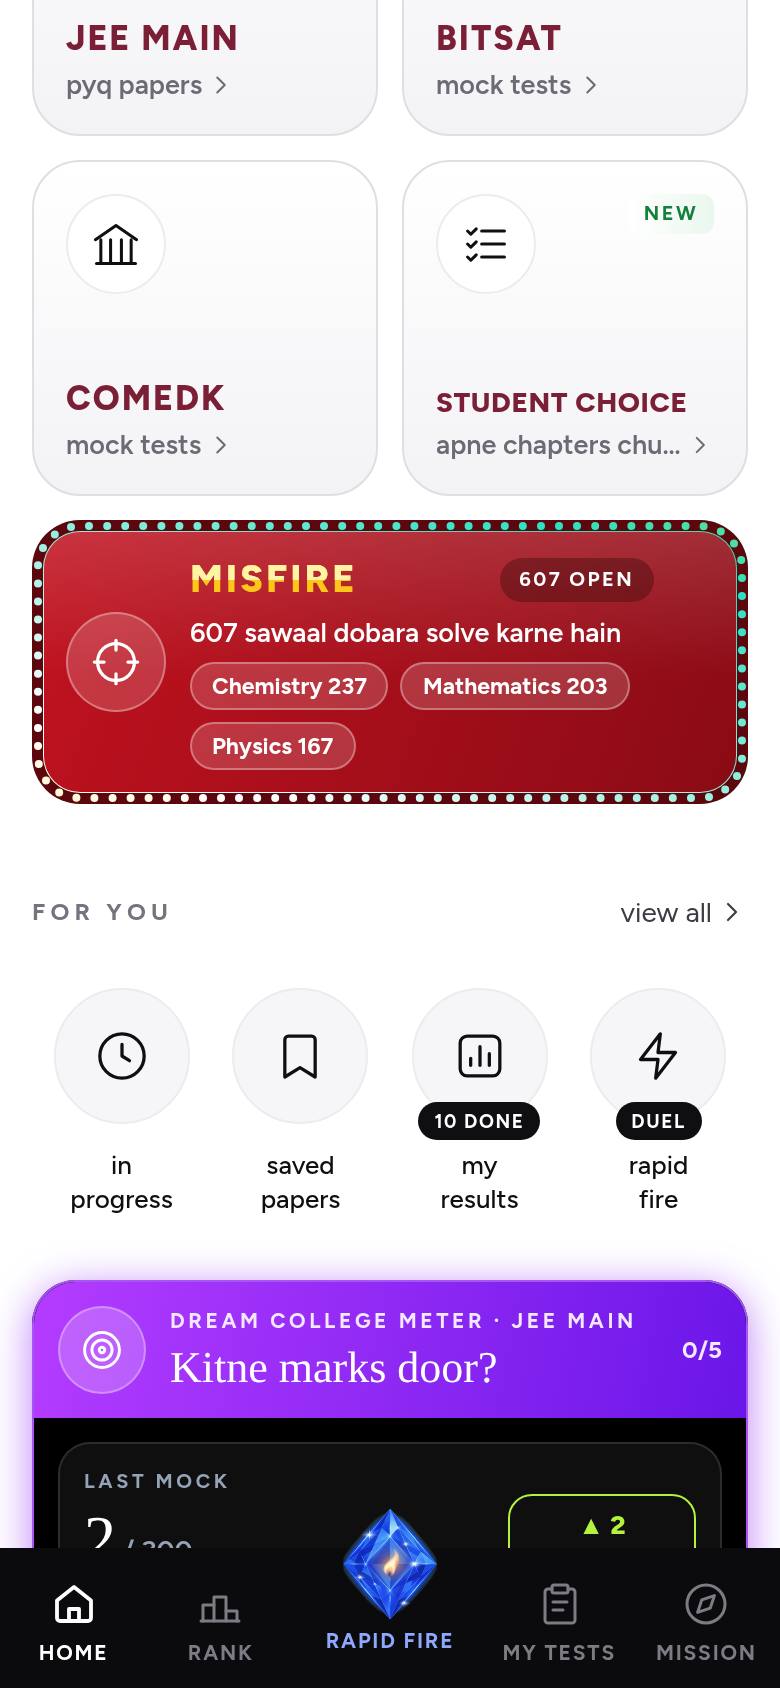 JEE MAIN
pyq papers
BITSAT
mock tests
COMEDK
mock tests
NEW
STUDENT CHOICE
apne chapters chu...
MISFIRE
607 OPEN
607 sawaal dobara solve karne hain
Chemistry 237
Mathematics 203
Physics 167
FOR YOU
view all
in
progress
saved
papers
10 DONE
my
results
DUEL
rapid
fire
DREAM COLLEGE METER · JEE MAIN
Kitne marks door?
0/5
LAST MOCK
2 / 300
▲ 2
HOME
RANK
RAPID FIRE
MY TESTS
MISSION